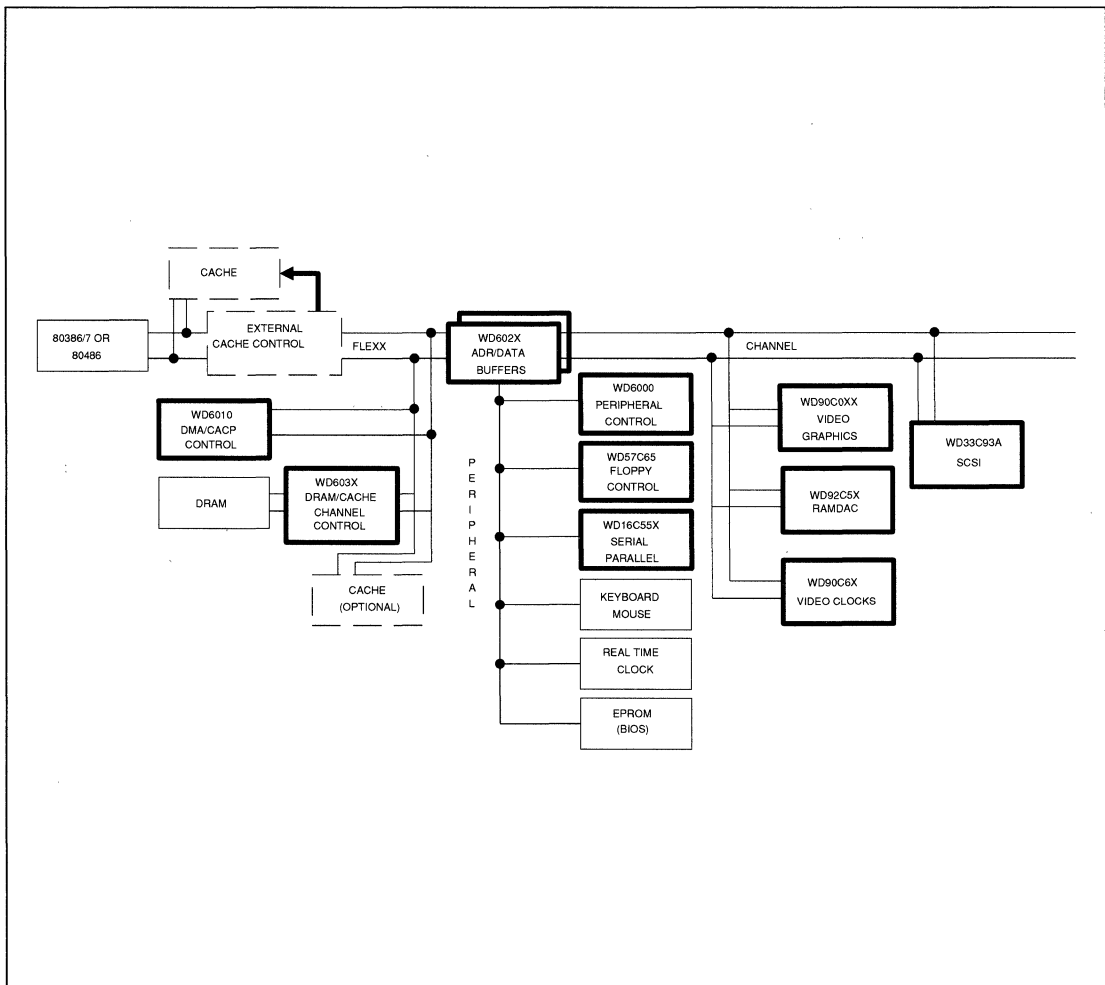 CACHE
80386/7 OR
80486
EXTERNAL
CACHE CONTROL
FLEXX
WD602X
ADR/DATA
BUFFERS
CHANNEL
WD6010
DMA/CACP
CONTROL
DRAM
WD603X
DRAM/CACHE
CHANNEL
CONTROL
CACHE
(OPTIONAL)
PERIPHERAL
WD6000
PERIPHERAL
CONTROL
WD57C65
FLOPPY
CONTROL
WD16C55X
SERIAL
PARALLEL
KEYBOARD
MOUSE
REAL TIME
CLOCK
EPROM
(BIOS)
WD90C0XX
VIDEO
GRAPHICS
WD92C5X
RAMDAC
WD90C6X
VIDEO CLOCKS
WD33C93A
SCSI